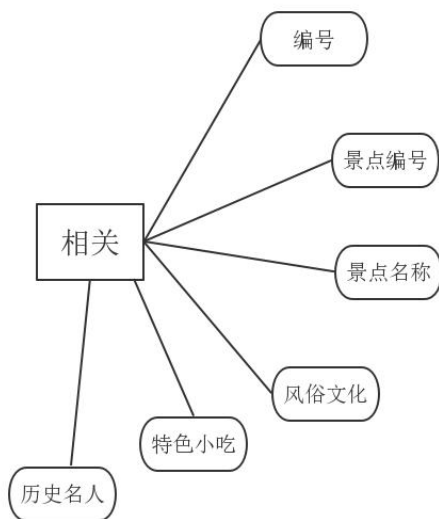 编号
景点编号
相关
景点名称
风俗文化
特色小吃
历史名人